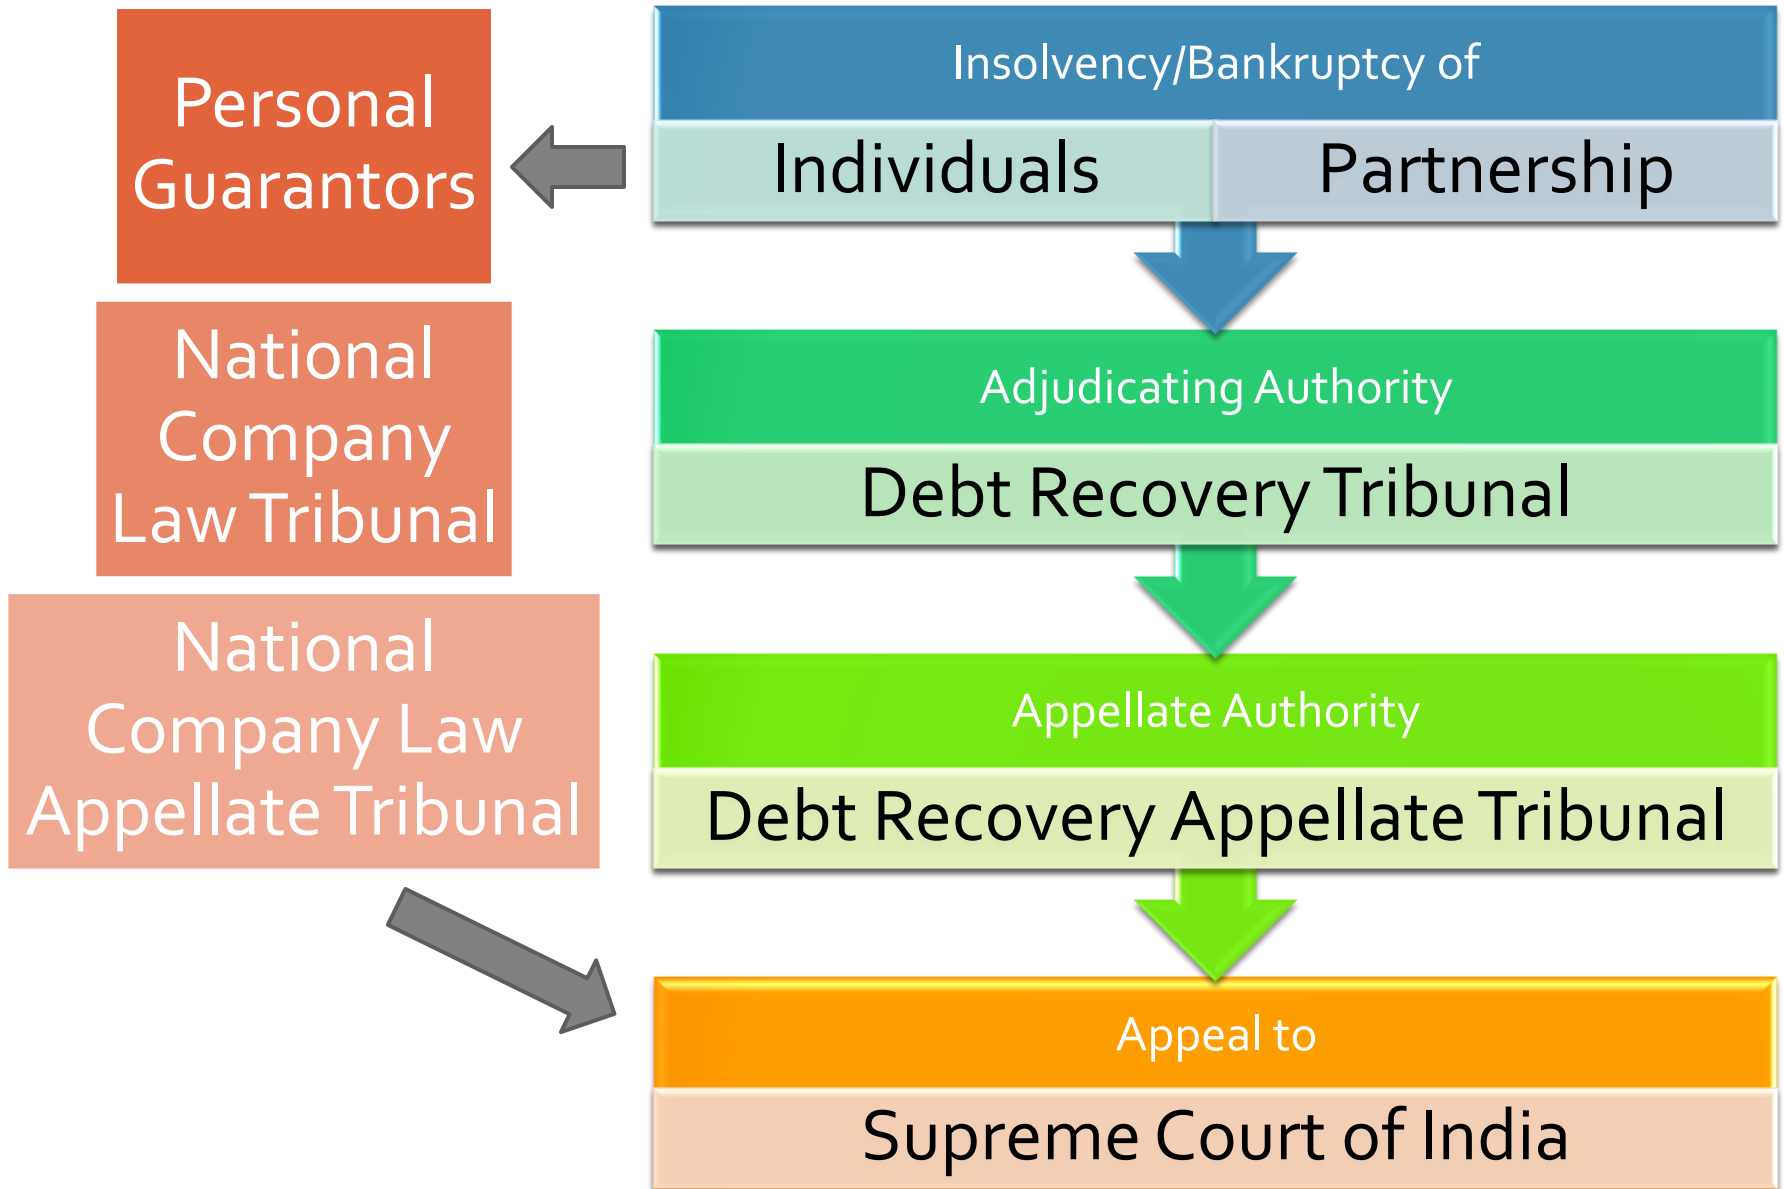 Personal
Guarantors
National
Company
Law Tribunal
National
Company Law
Appellate Tribunal
Insolvency/Bankruptcy of
Individuals
Partnership
Adjudicating Authority
Debt Recovery Tribunal
Appellate Authority
Debt Recovery Appellate Tribunal
Appeal to
Supreme Court of India